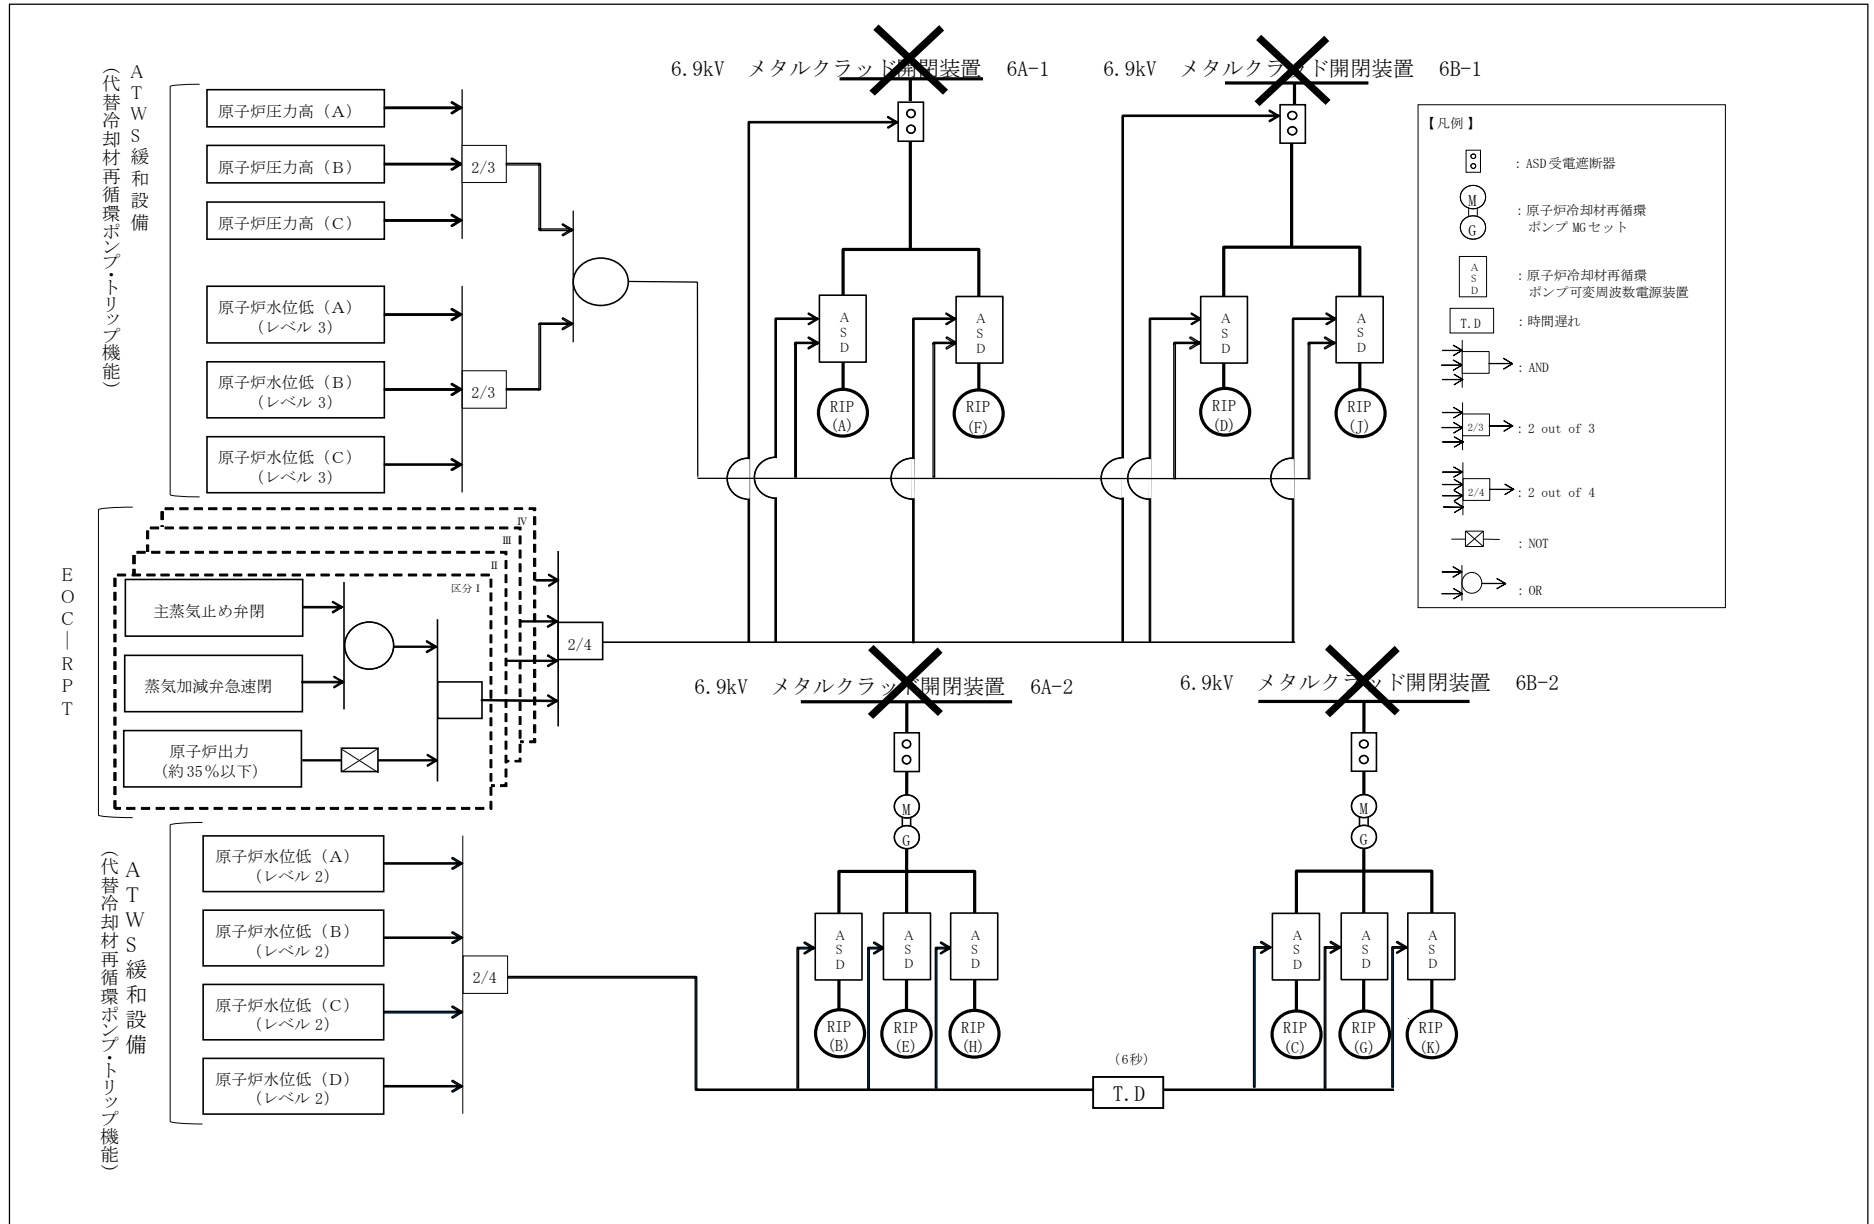 ATWS緩和設備
(代替冷却材再循環ポンプ・トリップ機能)
原子炉圧力高（A）
原子炉圧力高（B）
原子炉圧力高（C）
2/3
原子炉水位低（A）
（レベル 3）
原子炉水位低（B）
（レベル 3）
原子炉水位低（C）
（レベル 3）
2/3
6.9kV　メタルクラッド開閉装置　6A-1
6.9kV　メタルクラッド開閉装置　6B-1
ASD
ASD
ASD
ASD
RIP
(A)
RIP
(F)
RIP
(D)
RIP
(J)
【凡例】
：ASD受電遮断器
M
G
：原子炉冷却材再循環
ポンプ MGセット
ASD
：原子炉冷却材再循環
ポンプ可変周波数電源装置
T.D
：時間遅れ
：AND
2/3
：2 out of 3
2/4
：2 out of 4
：NOT
：OR
EOC－RPT
Ⅳ
Ⅲ
Ⅱ
区分Ⅰ
主蒸気止め弁閉
蒸気加減弁急速閉
原子炉出力
（約35％以下）
2/4
6.9kV　メタルクラッド開閉装置　6A-2
6.9kV　メタルクラッド開閉装置　6B-2
M
G
M
G
ATWS緩和設備
(代替冷却材再循環ポンプ・トリップ機能)
原子炉水位低（A）
（レベル 2）
原子炉水位低（B）
（レベル 2）
原子炉水位低（C）
（レベル 2）
原子炉水位低（D）
（レベル 2）
2/4
ASD
ASD
ASD
ASD
ASD
ASD
RIP
(B)
RIP
(E)
RIP
(H)
RIP
(C)
RIP
(G)
RIP
(K)
（6秒）
T.D